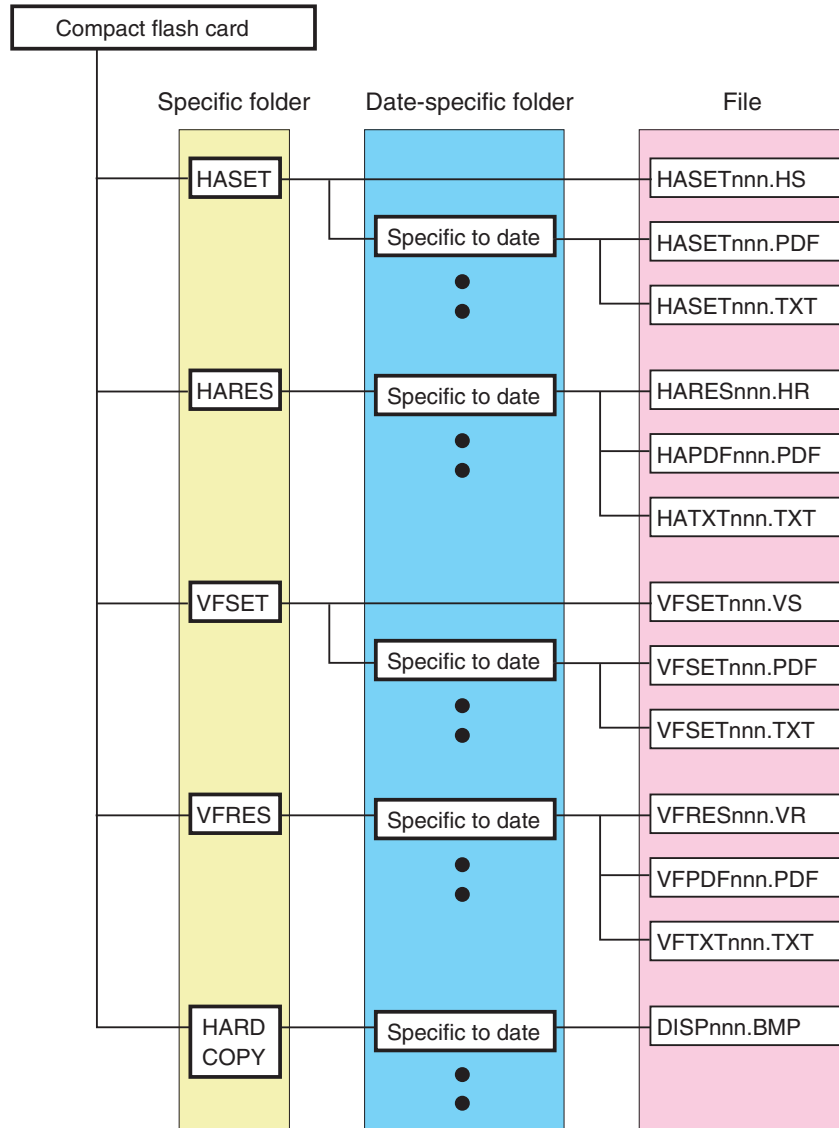 Compact flash card
Specific folder Date-specific folder File
HASET HASETnnn.HS
Specific to date HASETnnn.PDF
HASETnnn.TXT
HARES Specific to date HARESnnn.HR
HAPDFnnn.PDF
HATXTnnn.TXT
VFSET VFSETnnn.VS
Specific to date VFSETnnn.PDF
VFSETnnn.TXT
VFRES Specific to date VFRESnnn.VR
VFPDFnnn.PDF
VFTXTnnn.TXT
HARD Specific to date DISPnnn.BMP
COPY